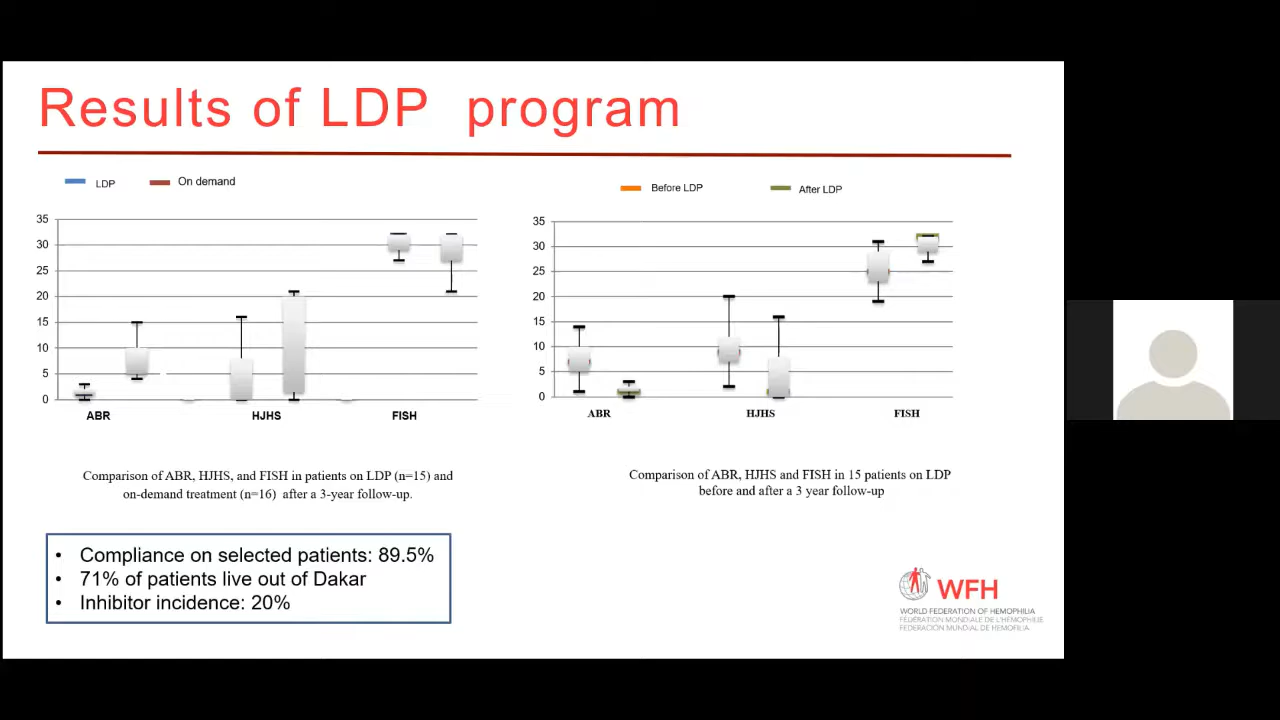 Results of LDP program
LDP
On demand
35
30
25
20
15
10
5
0
ABR
HJHS
FISH
Comparison of ABR, HJHS, and FISH in patients on LDP (n=15) and
on-demand treatment (n=16) after a 3-year follow-up.
Before LDP
After LDP
35
30
25
20
15
10
5
0
ABR
HJHS
FISH
Comparison of ABR, HJHS and FISH in 15 patients on LDP
before and after a 3 year follow-up
• Compliance on selected patients: 89.5%
• 71% of patients live out of Dakar
• Inhibitor incidence: 20%
WFH
WORLD FEDERATION OF HEMOPHILIA
FÉDÉRATION MONDIALE DE L'HÉMOPHILIE
FEDERACIÓN MUNDIAL DE HEMOFILIA